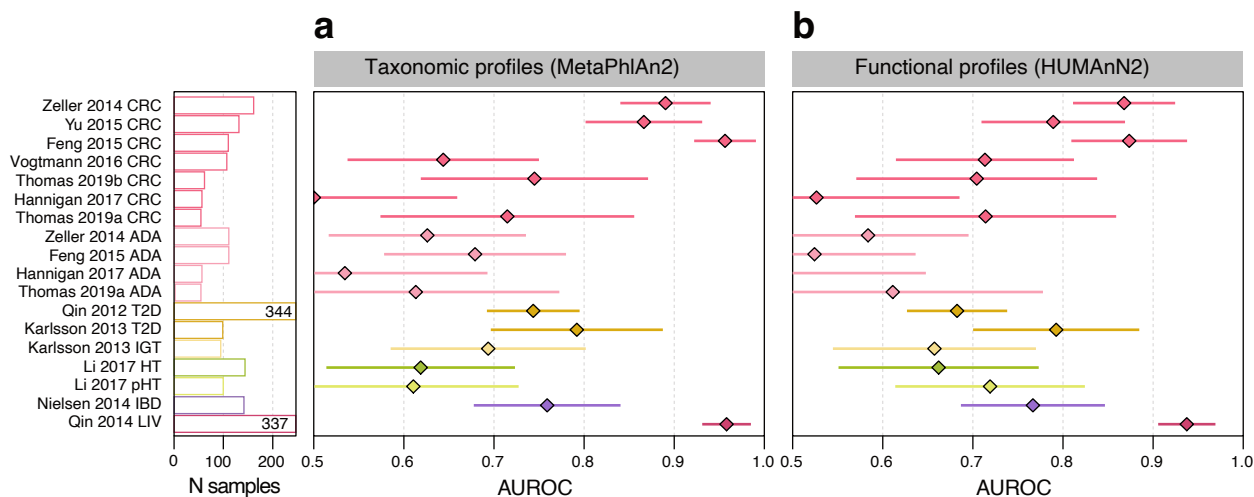 a
b
Taxonomic profiles (MetaPhlAn2)
Functional profiles (HUMAnN2)
Zeller 2014 CRC
Yu 2015 CRC
Feng 2015 CRC
Vogtmann 2016 CRC
Thomas 2019b CRC
Hannigan 2017 CRC
Thomas 2019a CRC
Zeller 2014 ADA
Feng 2015 ADA
Hannigan 2017 ADA
Thomas 2019a ADA
Qin 2012 T2D 344
Karlsson 2013 T2D
Karlsson 2013 IGT
Li 2017 HT
Li 2017 pHT
Nielsen 2014 IBD
Qin 2014 LIV 337
0 100 200 0.5 0.6 0.7 0.8 0.9 1.0 0.5 0.6 0.7 0.8 0.9 1.0
N samples AUROC AUROC